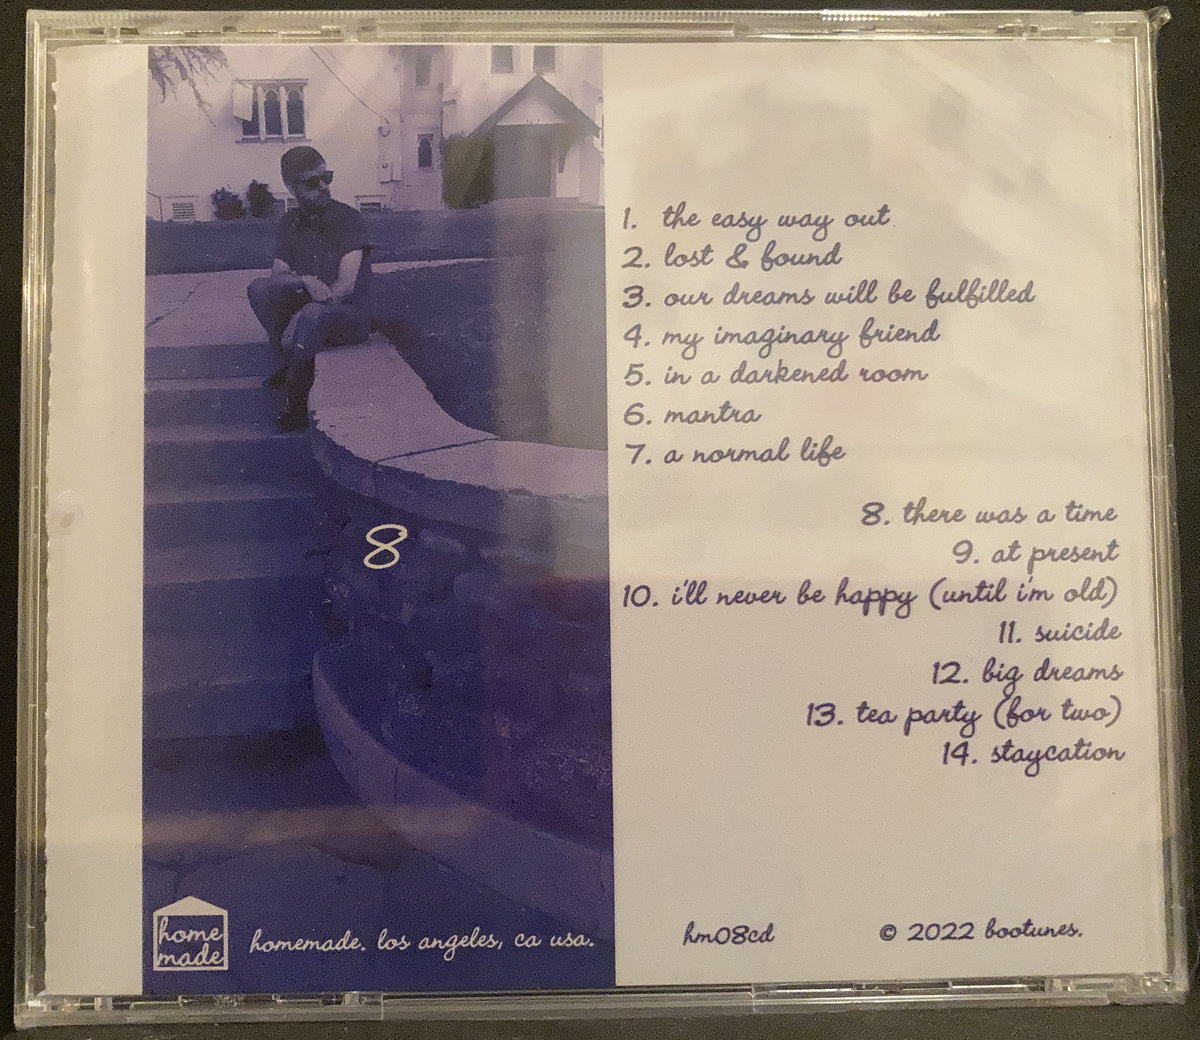 1. the easy way out
2. lost & found
3. our dreams will be fulfilled
4. my imaginary friend
5. in a darkened room
6. mantra
7. a normal life
8. there was a time
9. at present
10. i'll never be happy (until i'm old)
11. suicide
12. big dreams
13. tea party (for two)
14. staycation
8
home
made
homemade. los angeles, ca usa.
hm08cd
© 2022 bootunes.